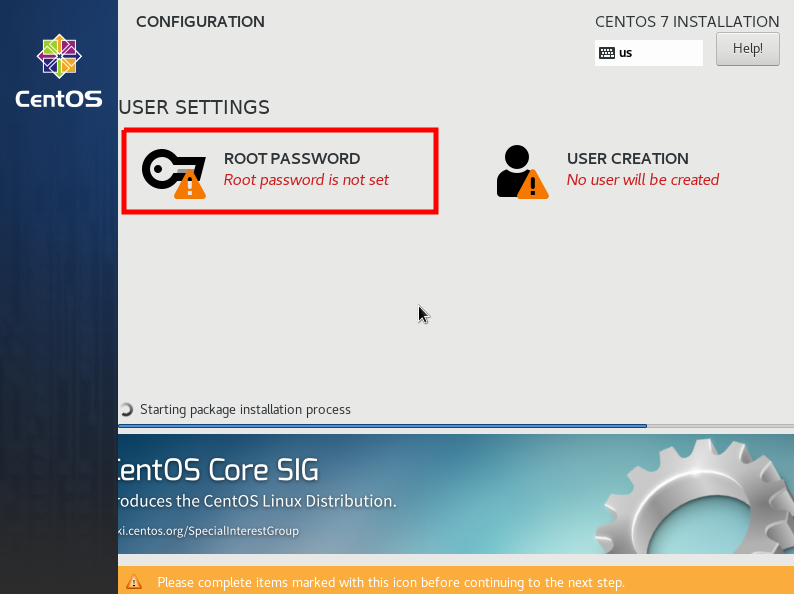 CONFIGURATION
CENTOS 7 INSTALLATION
us
Help!
CentOS
USER SETTINGS
ROOT PASSWORD
Root password is not set
USER CREATION
No user will be created
Starting package installation process
CentOS Core SIG
roduces the CentOS Linux Distribution.
ki.centos.org/SpecialInterestGroup
Please complete items marked with this icon before continuing to the next step.